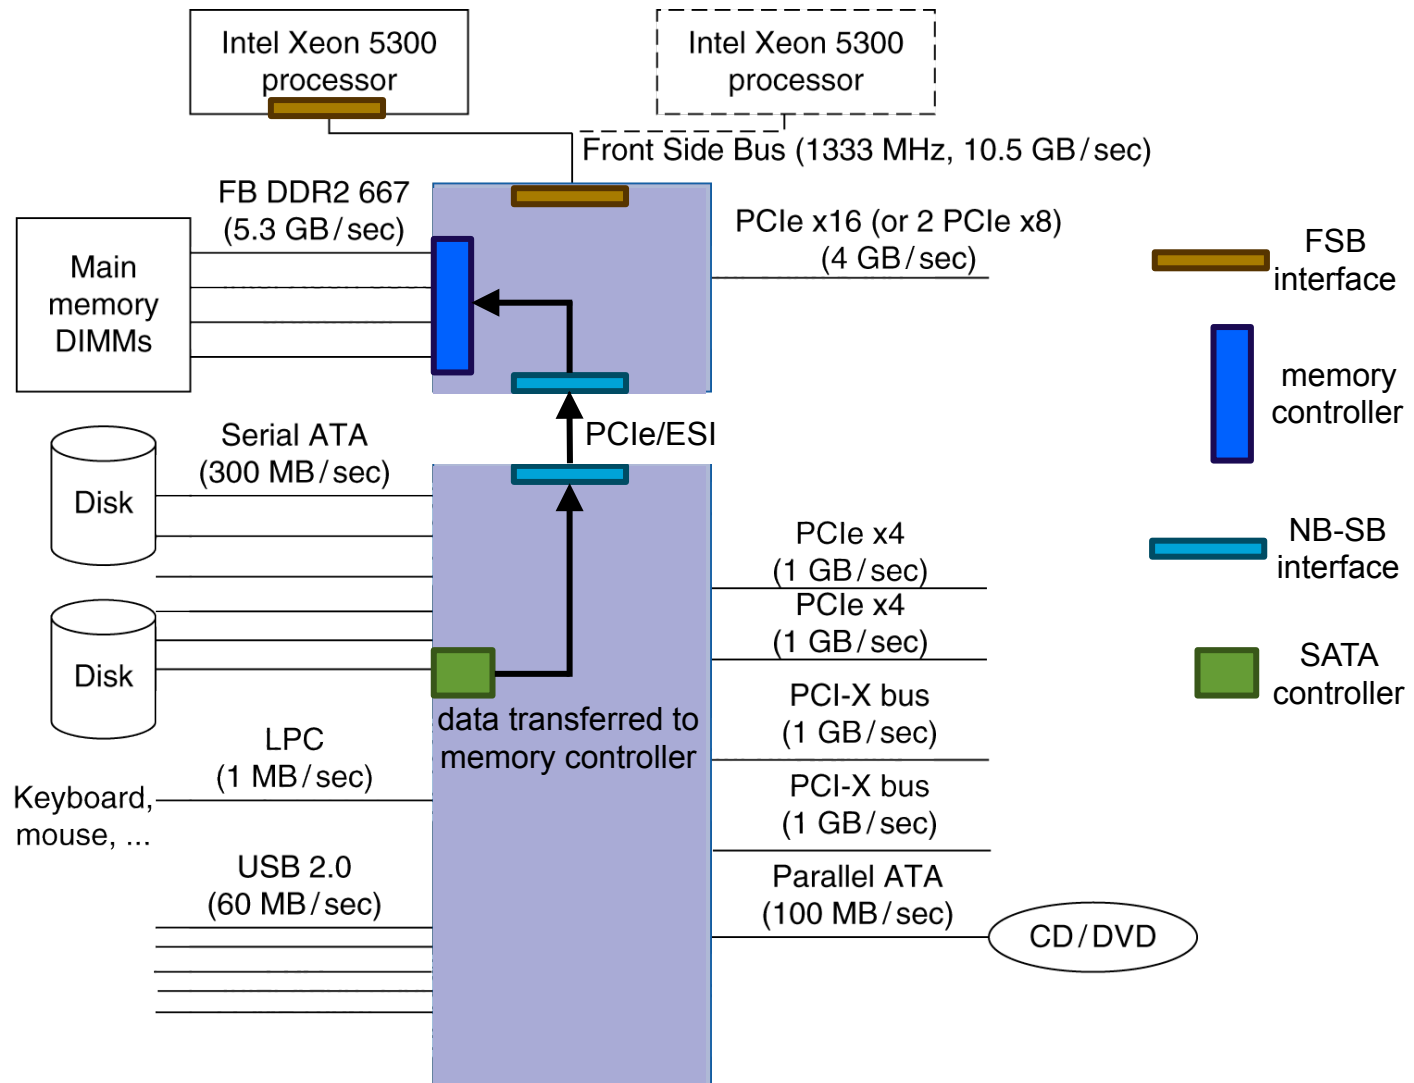 Intel Xeon 5300
processor
Intel Xeon 5300
processor
Front Side Bus (1333 MHz, 10.5 GB/sec)
FB DDR2 667
(5.3 GB/sec)
PCIe x16 (or 2 PCIe x8)
(4 GB/sec)
Main
memory
DIMMs
FSB
interface
memory
controller
Serial ATA
(300 MB/sec)
PCIe/ESI
Disk
PCIe x4
(1 GB/sec)
NB-SB
interface
PCIe x4
(1 GB/sec)
Disk
SATA
controller
PCI-X bus
(1 GB/sec)
data transferred to
memory controller
LPC
(1 MB/sec)
Keyboard,
mouse, ...
PCI-X bus
(1 GB/sec)
USB 2.0
(60 MB/sec)
Parallel ATA
(100 MB/sec)
CD/DVD